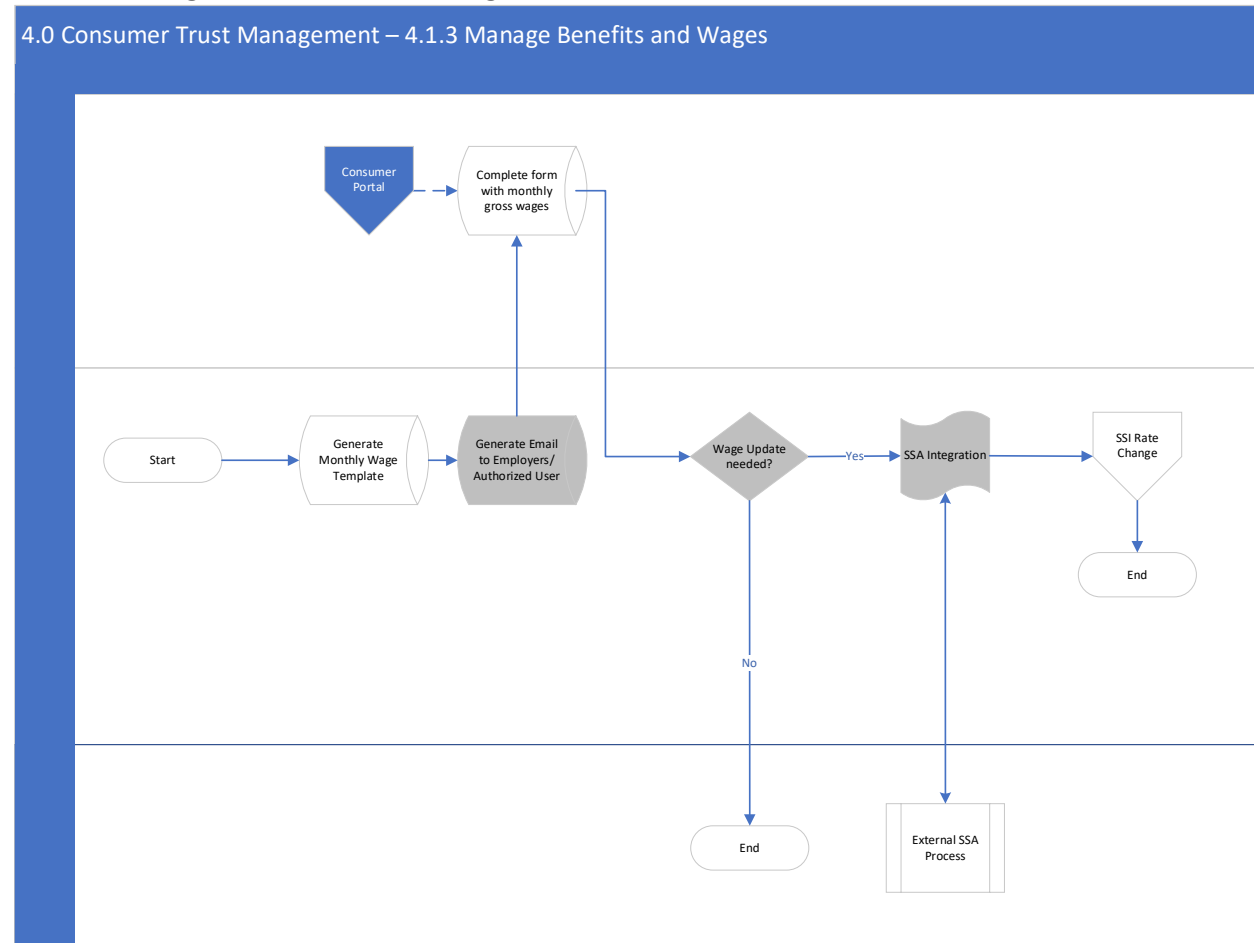 4.0 Consumer Trust Management – 4.1.3 Manage Benefits and Wages
Consumer
Portal
Complete form
with monthly
gross wages
Start
Generate
Monthly Wage
Template
Generate Email
to Employers/
Authorized User
Wage Update
needed?
Yes
SSA Integration
SSI Rate
Change
End
No
End
External SSA
Process